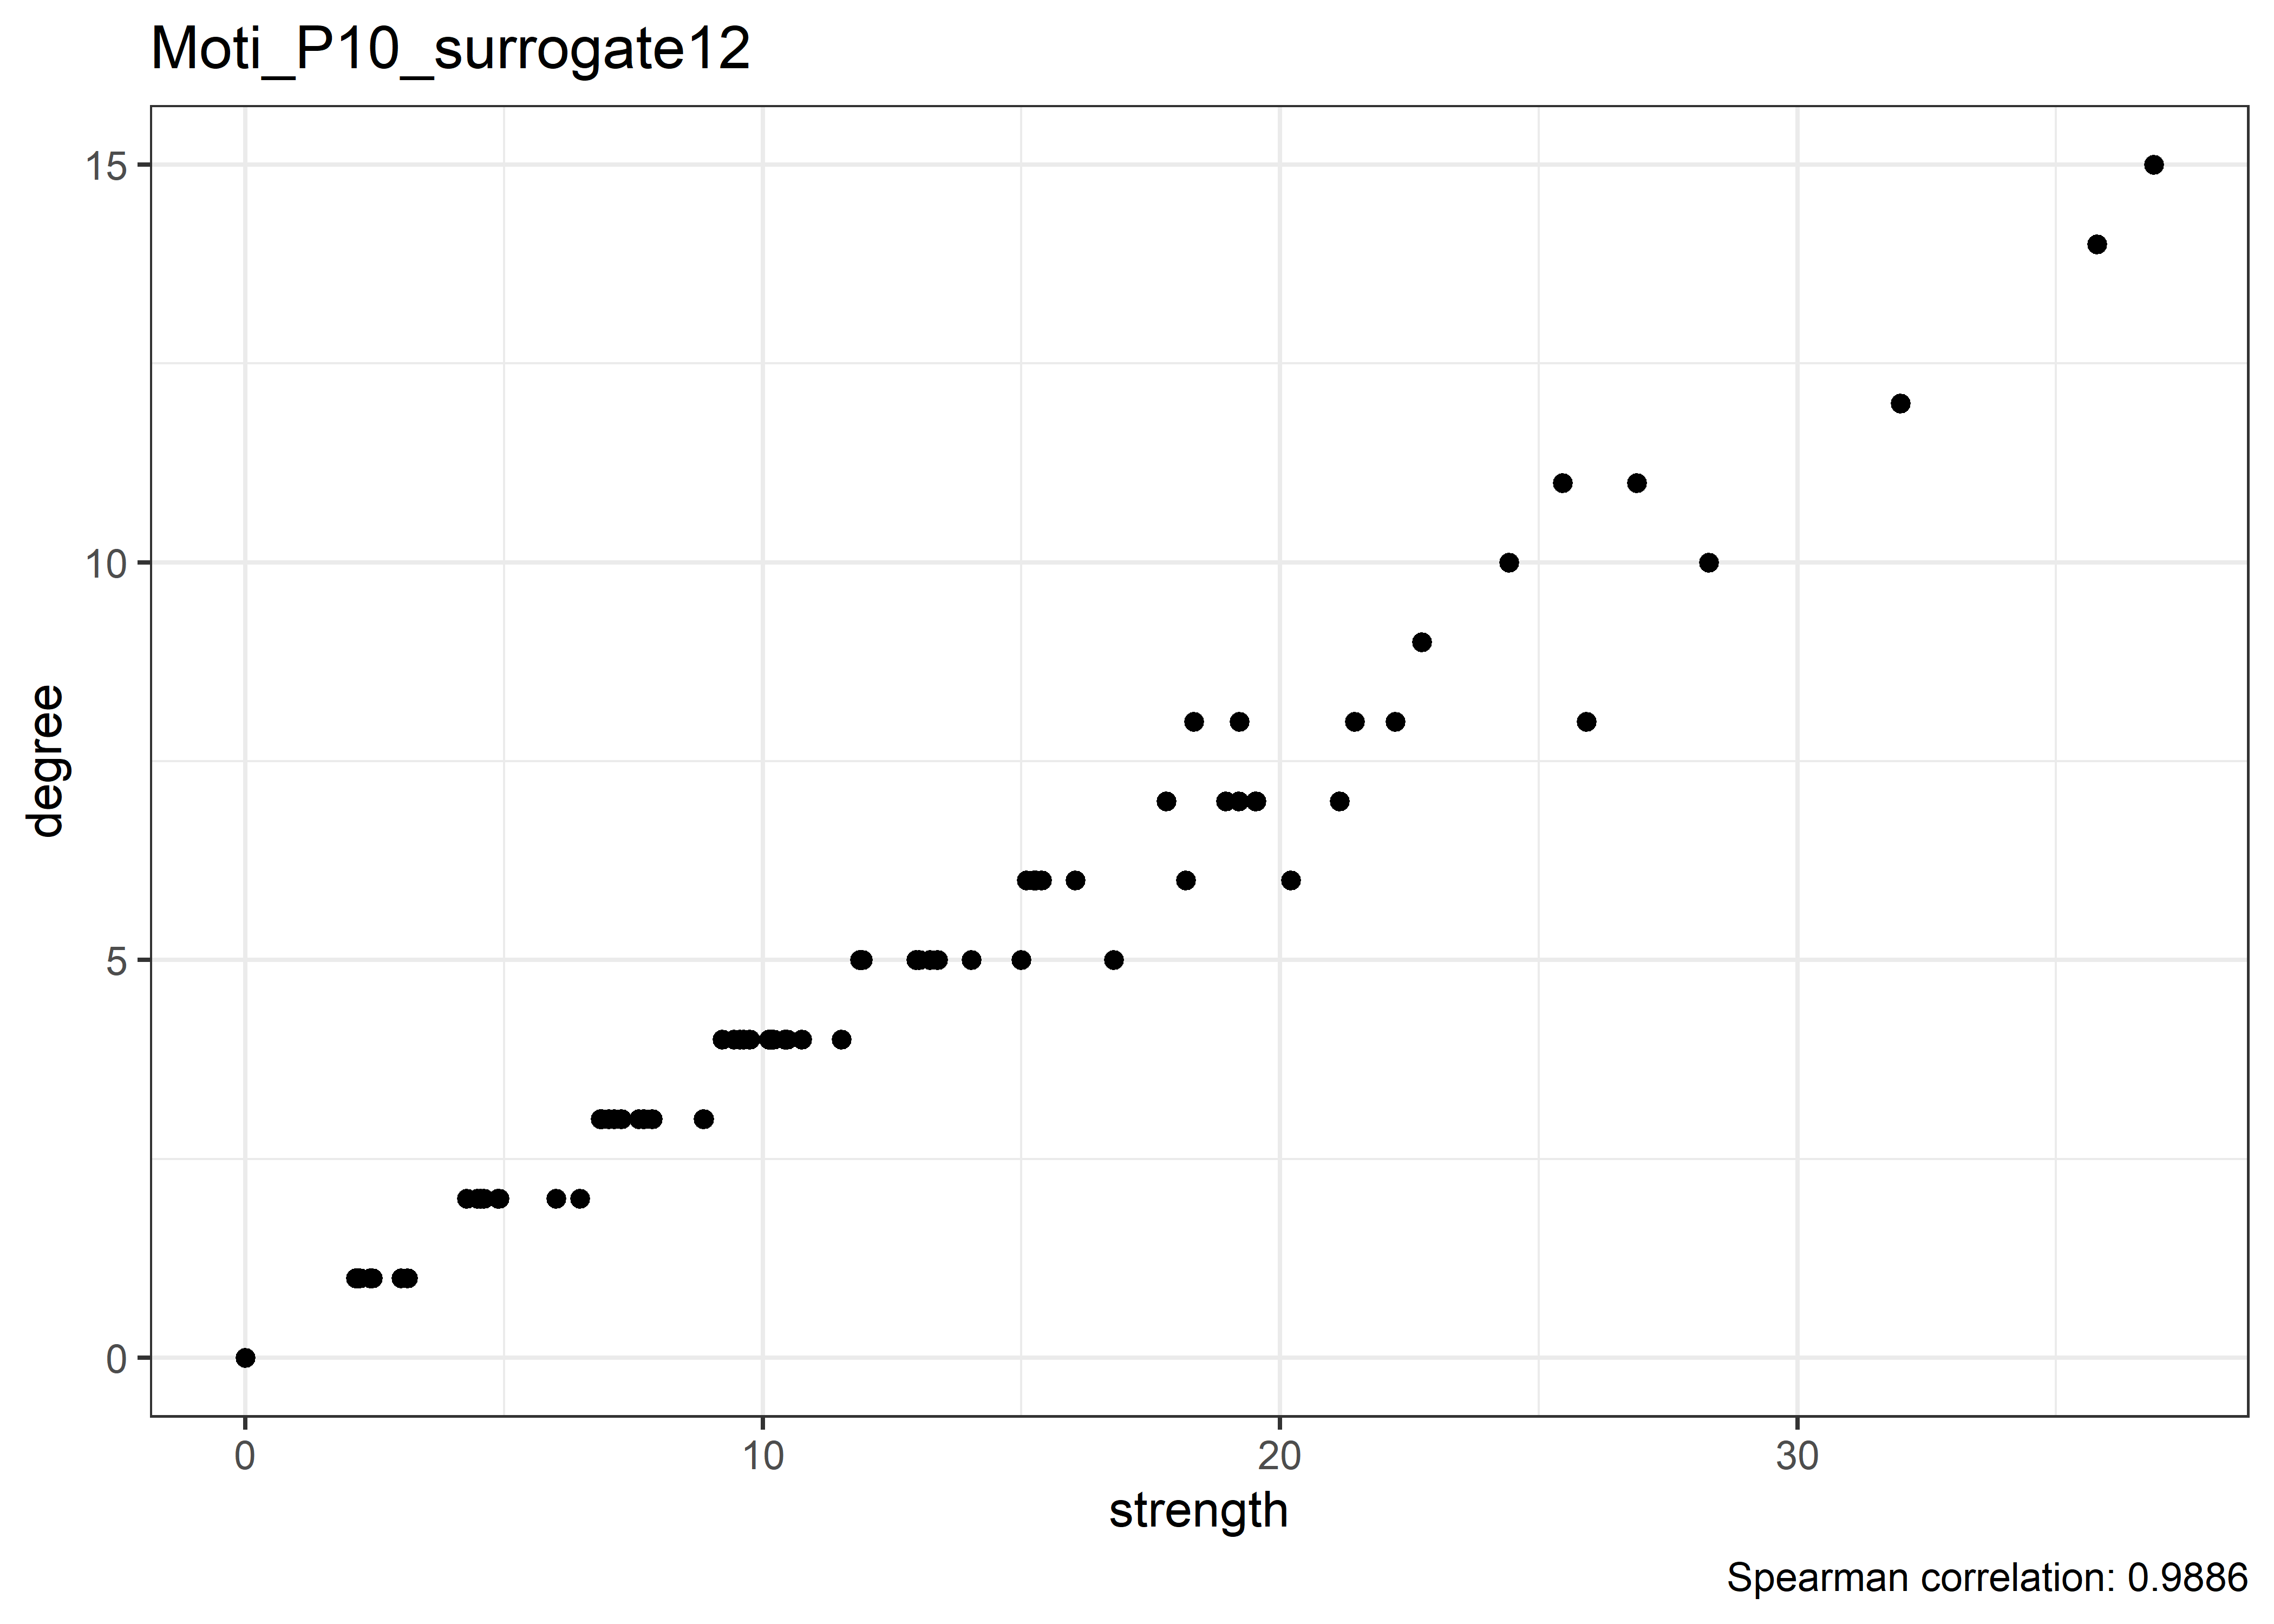 Moti_P10_surrogate12
15
10
5
0
degree
0 10 20 30
strength
Spearman correlation: 0.9886